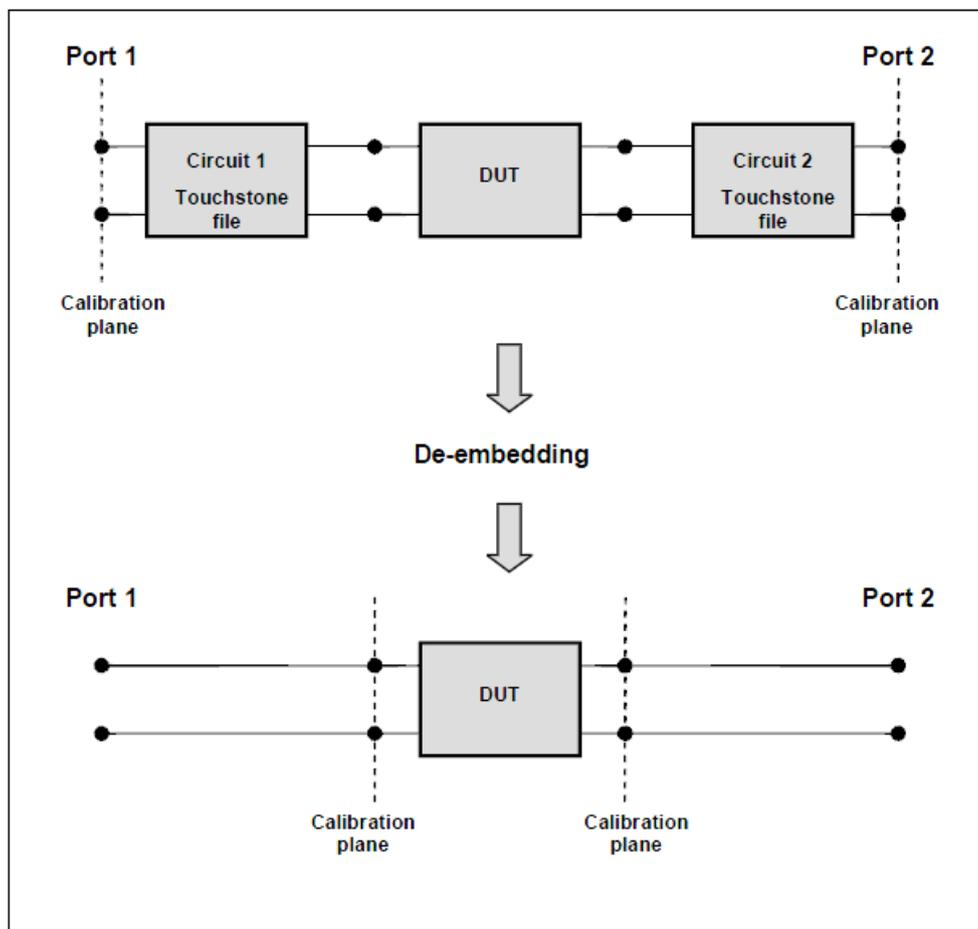 Port 1
Port 2
Circuit 1
Touchstone
file
DUT
Circuit 2
Touchstone
file
Calibration
plane
Calibration
plane
De-embedding
Port 1
Port 2
DUT
Calibration
plane
Calibration
plane